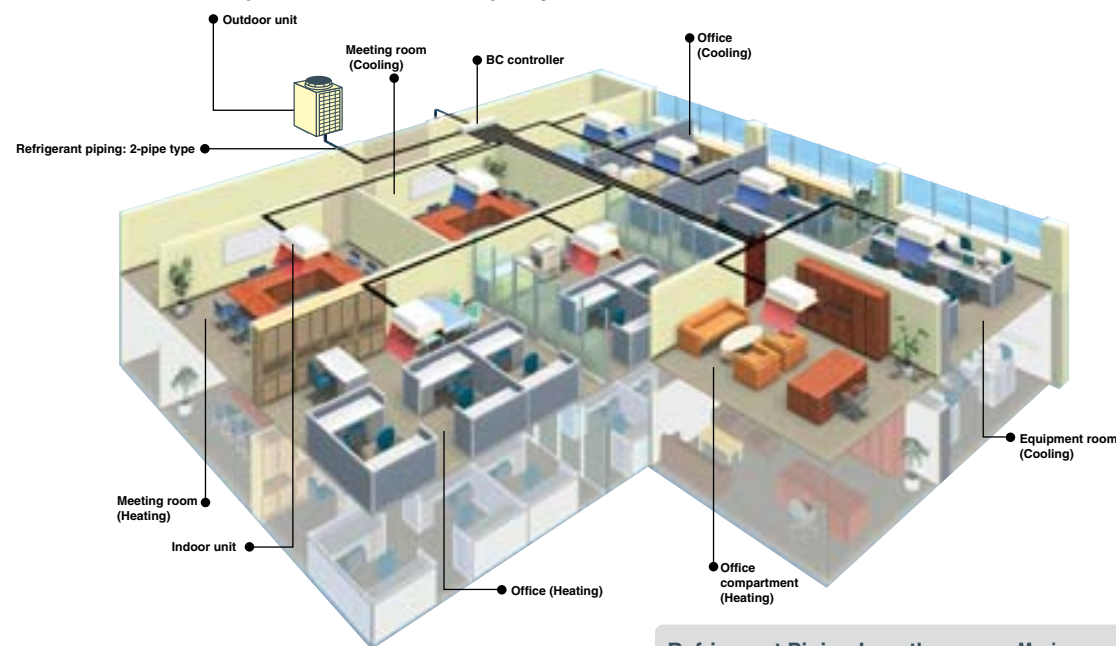 Outdoor unit
Meeting room
(Cooling)
BC controller
Office
(Cooling)
Refrigerant piping: 2-pipe type
Equipment room
(Cooling)
Meeting room
(Heating)
Indoor unit
Office (Heating)
Office
compartment
(Heating)